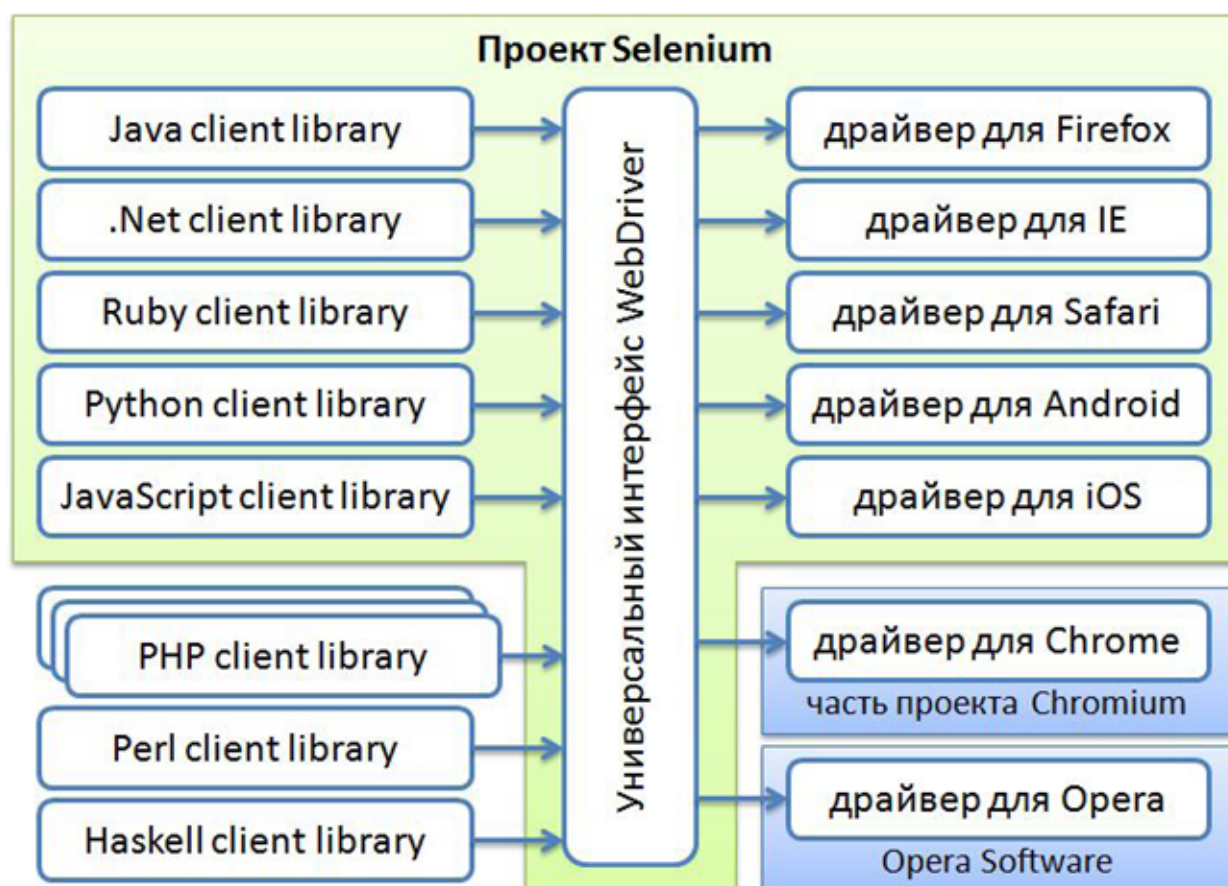 Проект Selenium
Java client library
.Net client library
Ruby client library
Python client library
JavaScript client library
PHP client library
Perl client library
Haskell client library
Универсальный интерфейс WebDriver
драйвер для Firefox
драйвер для IE
драйвер для Safari
драйвер для Android
драйвер для iOS
драйвер для Chrome
часть проекта Chromium
драйвер для Opera
Opera Software